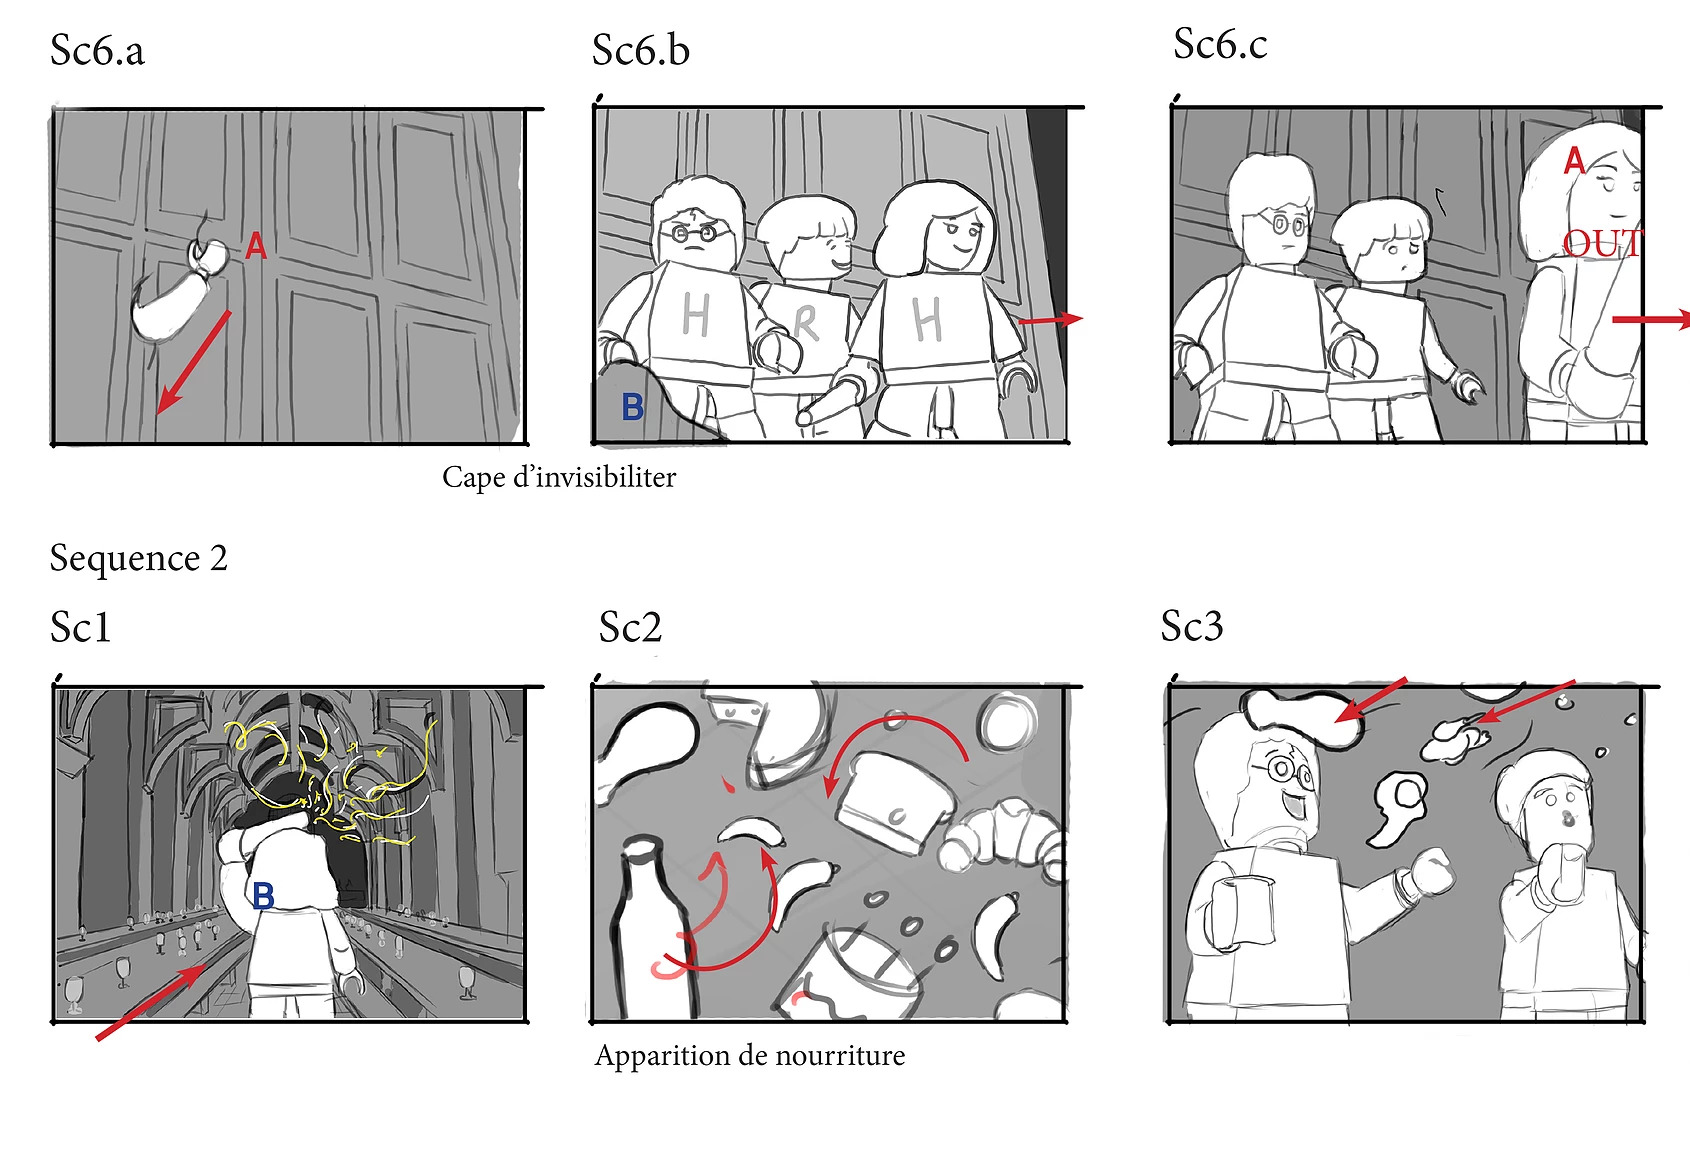 Sc6.a
Sc6.b
Sc6.c
A
H
R
H
B
A
OUT
Cape d'invisibiliter
Sequence 2
Sc1
Sc2
Sc3
B
Apparition de nourriture